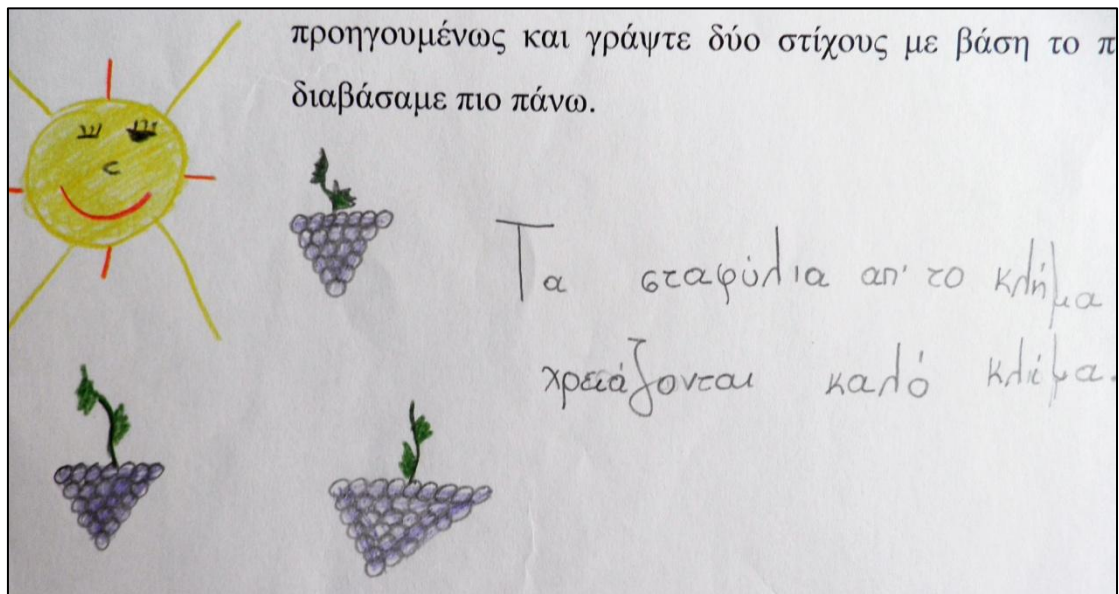 προηγουμένως και γράψτε δύο στίχους με βάση το π
διαβάσαμε πιο πάνω.
Τα σταφύλια απ' το κλήμα
χρειάζονται καλό κλίμα.